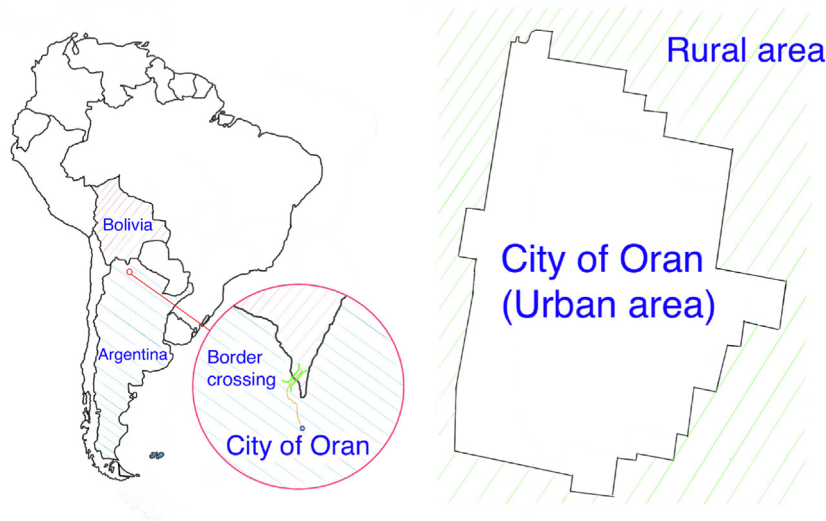 Bolivia
Argentina
Border
crossing
City of Oran
Rural area
City of Oran
(Urban area)